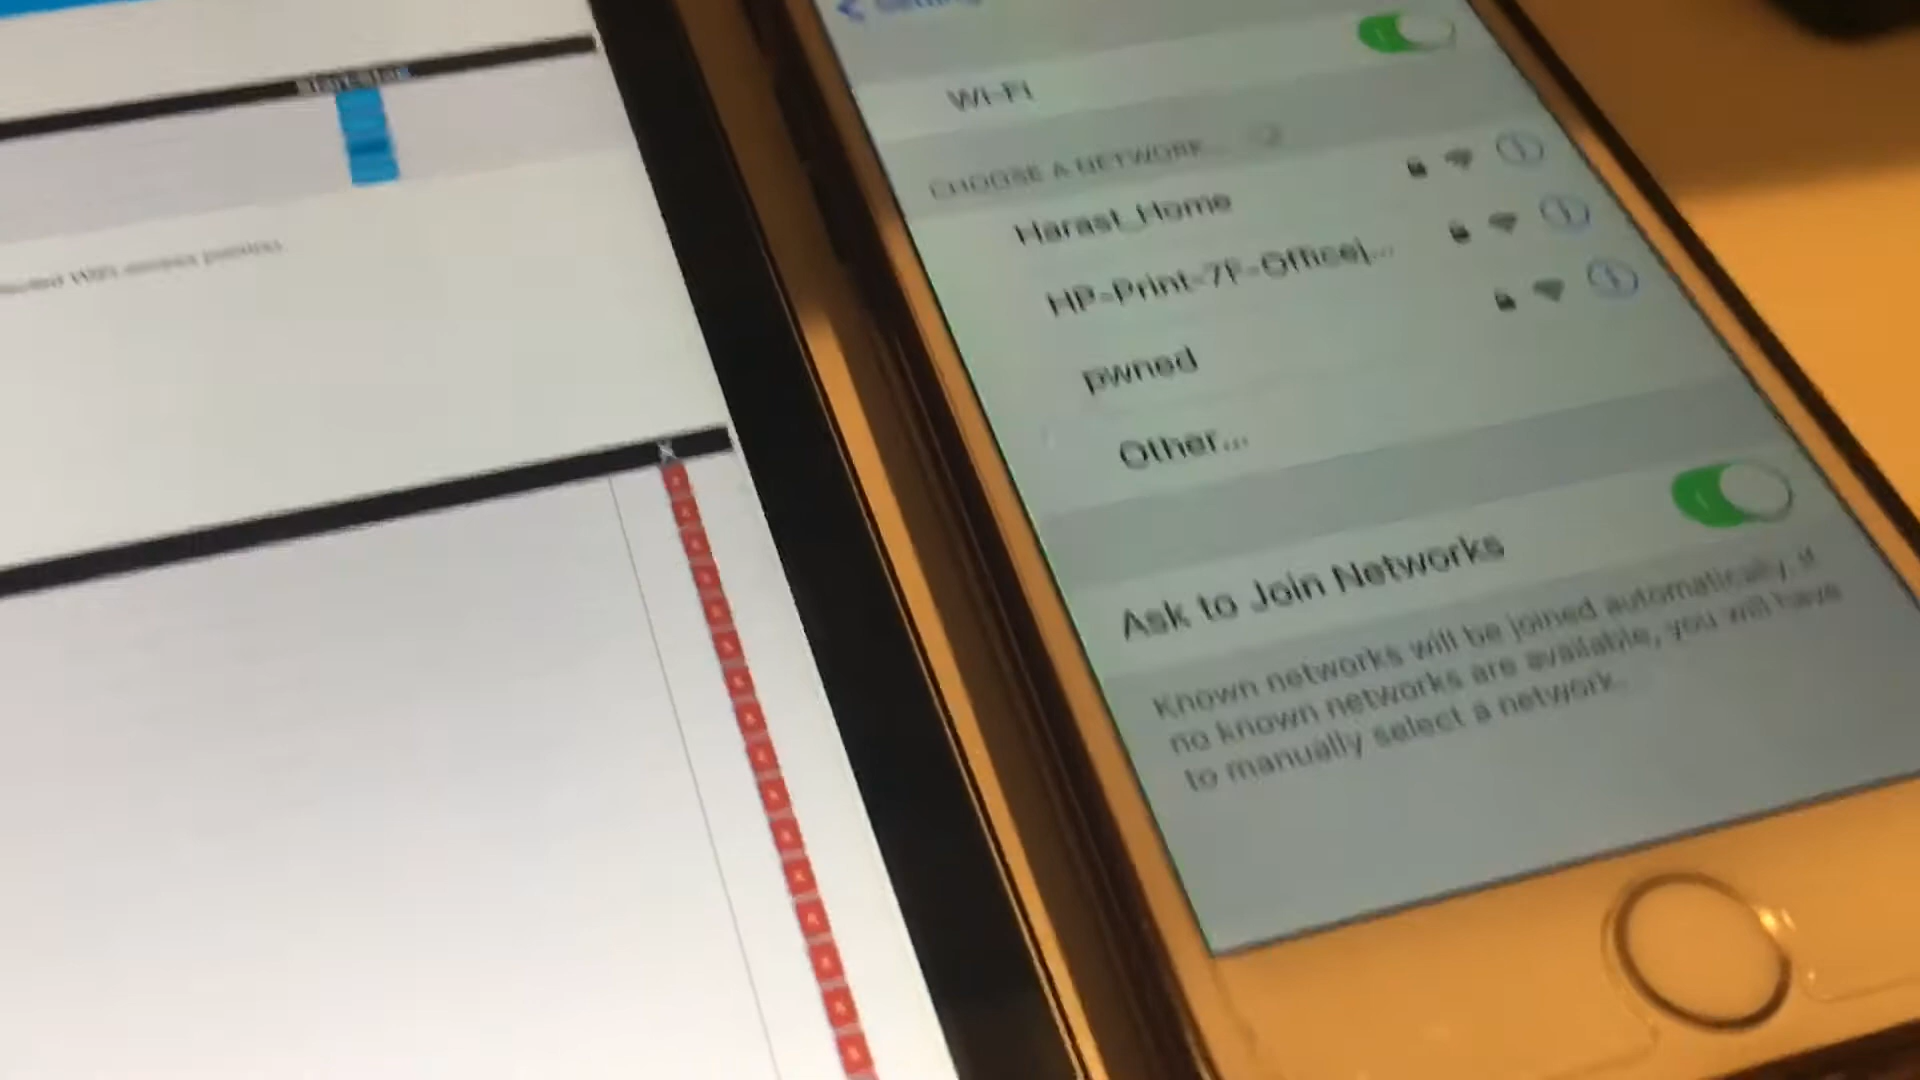 Wi-Fi
CHOOSE A NETWORK...
Harast_Home
HP-Print-7F-Officej...
pwned
Other...
Ask to Join Networks
Known networks will be joined automatically. If
no known networks are available, you will have
to manually select a network.